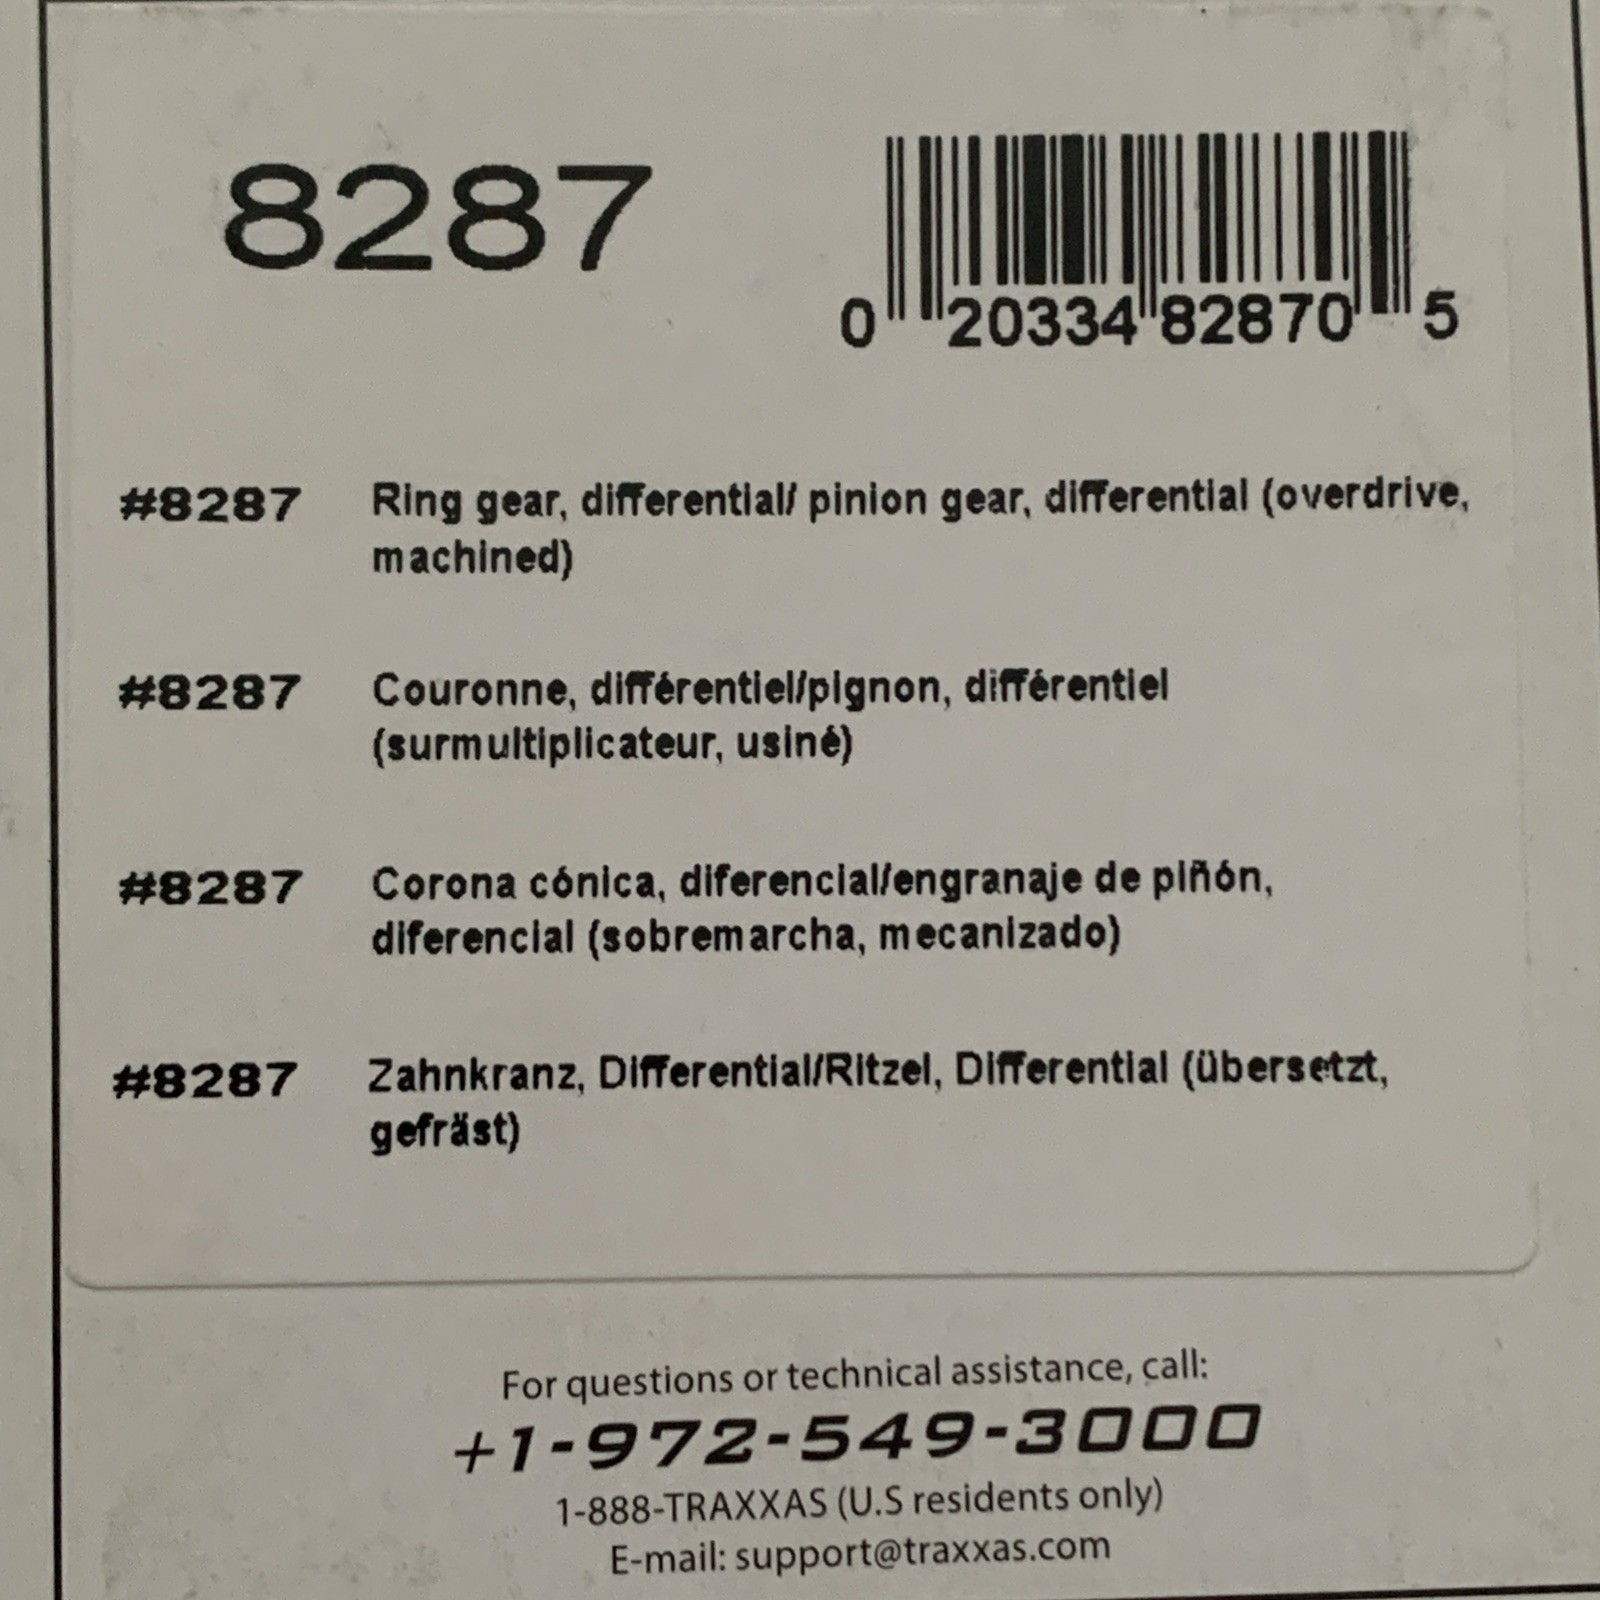 8287
0 20334 82870 5
#8287 Ring gear, differential/ pinion gear, differential (overdrive,
machined)
#8287 Couronne, différentiel/pignon, différentiel
(surmultiplicateur, usiné)
#8287 Corona cónica, diferencial/engranaje de piñón,
diferencial (sobremarcha, mecanizado)
#8287 Zahnkranz, Differential/Ritzel, Differential (übersetzt,
gefräst)
For questions or technical assistance, call:
+1-972-549-3000
1-888-TRAXXAS (U.S residents only)
E-mail: support@traxxas.com